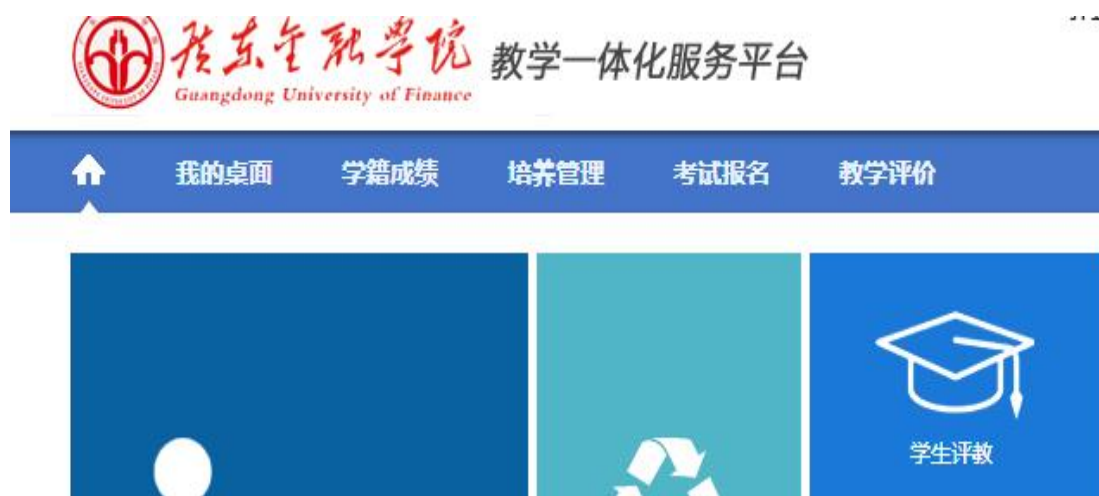 广东金融学院 教学一体化服务平台
Guangdong University of Finance
我的桌面 学籍成绩 培养管理 考试报名 教学评价
学生评教